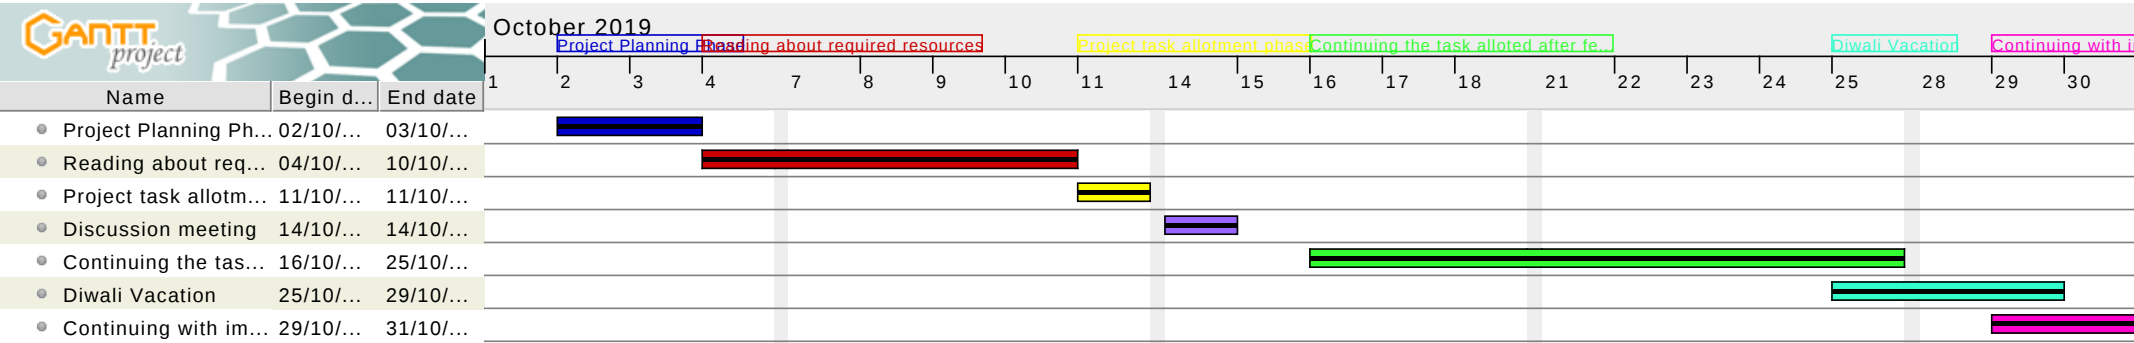 GANTT
project
October 2019
Project Planning Phase
Reading about required resources
Project task allotment phase
Continuing the task alloted after fe...
Diwali Vacation
Continuing with i
1 2 3 4 7 8 9 10 11 14 15 16 17 18 21 22 23 24 25 28 29 30
Name Begin d... End date
Project Planning Ph... 02/10/... 03/10/...
Reading about req... 04/10/... 10/10/...
Project task allotm... 11/10/... 11/10/...
Discussion meeting 14/10/... 14/10/...
Continuing the tas... 16/10/... 25/10/...
Diwali Vacation 25/10/... 29/10/...
Continuing with im... 29/10/... 31/10/...